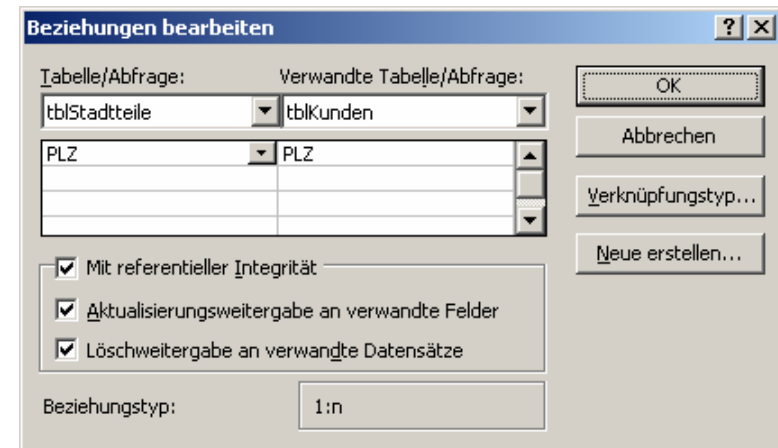 Beziehungen bearbeiten
Tabelle/Abfrage: Verwandte Tabelle/Abfrage:
tblStadtteile tblKunden
PLZ PLZ
Mit referentieller Integrität
Aktualisierungsweitergabe an verwandte Felder
Löschweitergabe an verwandte Datensätze
Beziehungstyp: 1:n
OK
Abbrechen
Verknüpfungstyp...
Neue erstellen...